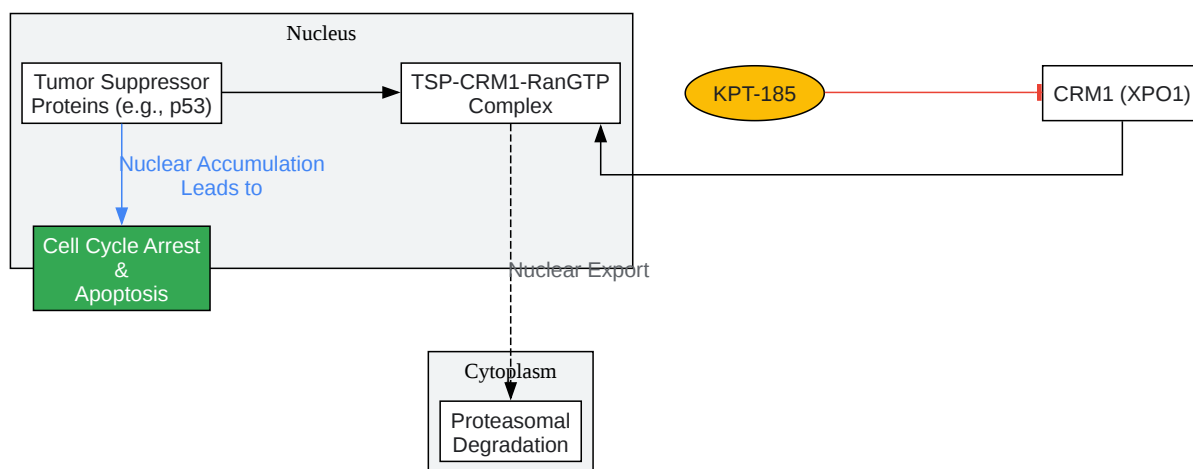 Nucleus
Tumor Suppressor
Proteins (e.g., p53)
TSP-CRM1-RanGTP
Complex
KPT-185
CRM1 (XPO1)
Nuclear Accumulation
Leads to
Cell Cycle Arrest
&
Apoptosis
Nuclear Export
Cytoplasm
Proteasomal
Degradation